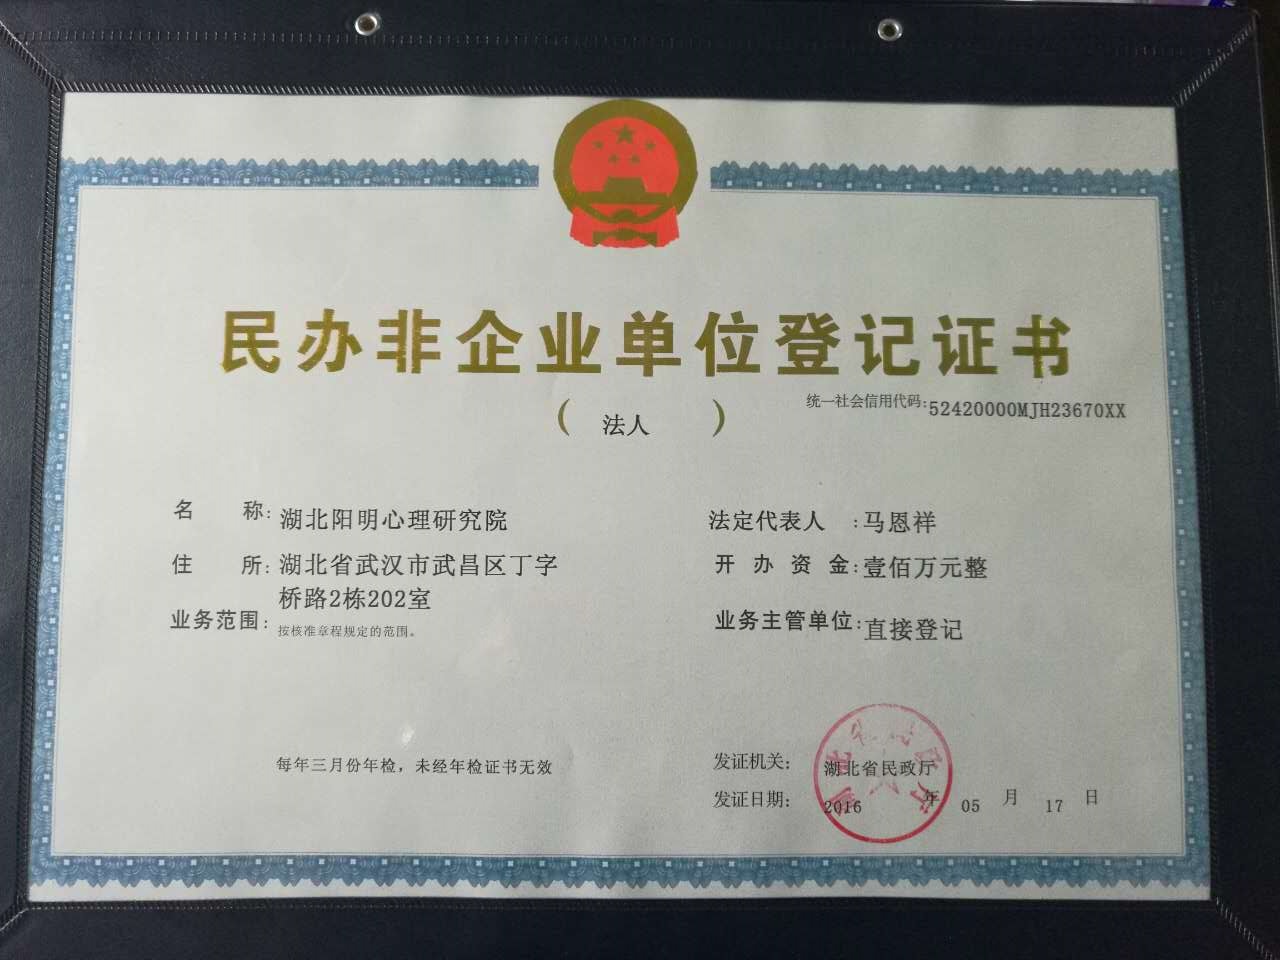 民办非企业单位登记证书
（ 法人 ）
统一社会信用代码:52420000MJH23670XX
名 称:湖北阳明心理研究院
法定代表人 :马恩祥
住 所:湖北省武汉市武昌区丁字
桥路2栋202室
开 办 资 金:壹佰万元整
业务范围:按核准章程规定的范围。
业务主管单位:直接登记
每年三月份年检，未经年检证书无效
发证机关: 湖北省民政厅
发证日期: 2016 年 05 月 17 日
湖北省民政厅